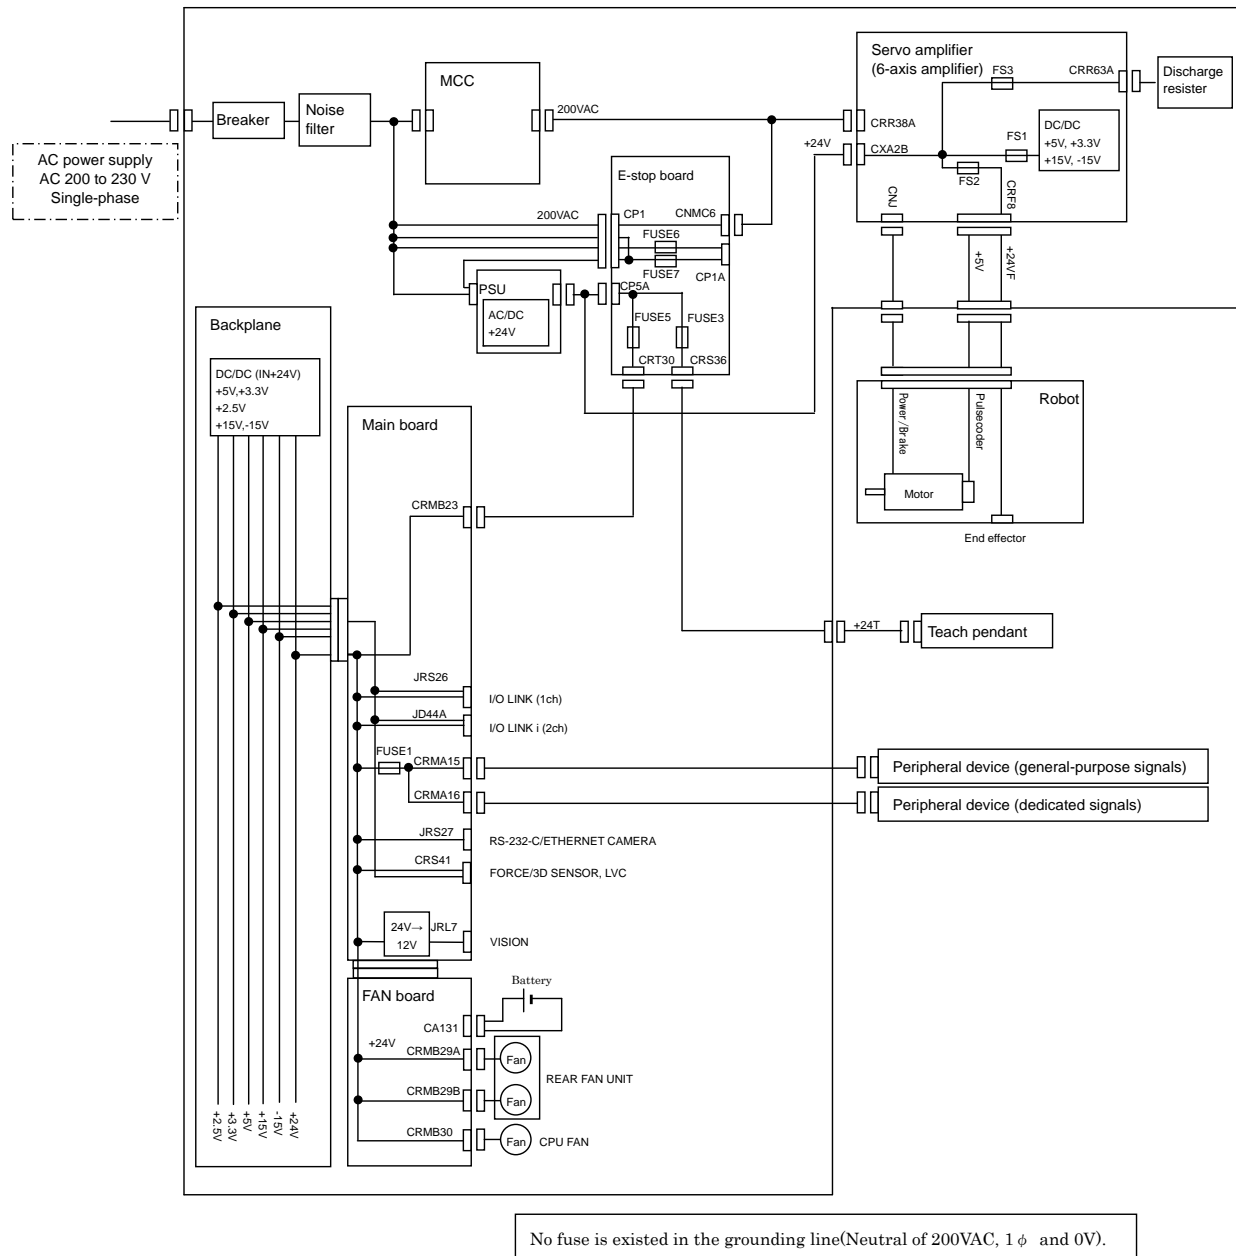 Servo amplifier
(6-axis amplifier)
FS3
CRR63A
Discharge
resister
MCC
Breaker
Noise
filter
200VAC
CRR38A
+24V
CXA2B
FS1
DC/DC
+5V, +3.3V
+15V, -15V
FS2
CNJ
CRF8
AC power supply
AC 200 to 230 V
Single-phase
E-stop board
200VAC
CP1
CNMC6
FUSE6
FUSE7
CP1A
+5V
+24VF
PSU
CP5A
AC/DC
+24V
FUSE5
FUSE3
CRT30
CRS36
Backplane
DC/DC (IN+24V)
+5V,+3.3V
+2.5V
+15V,-15V
Robot
Power/Brake
Pulsecoder
Motor
End effector
Main board
CRMB23
+24T
Teach pendant
JRS26
I/O LINK (1ch)
JD44A
I/O LINK i (2ch)
FUSE1
CRMA15
Peripheral device (general-purpose signals)
CRMA16
Peripheral device (dedicated signals)
JRS27
RS-232-C/ETHERNET CAMERA
CRS41
FORCE/3D SENSOR, LVC
24V→
12V
JRL7
VISION
FAN board
Battery
CA131
+24V
CRMB29A
Fan
REAR FAN UNIT
CRMB29B
Fan
CRMB30
Fan
CPU FAN
+2.5V
+3.3V
+5V
+15V
-15V
+24V
No fuse is existed in the grounding line(Neutral of 200VAC, 1φ and 0V).